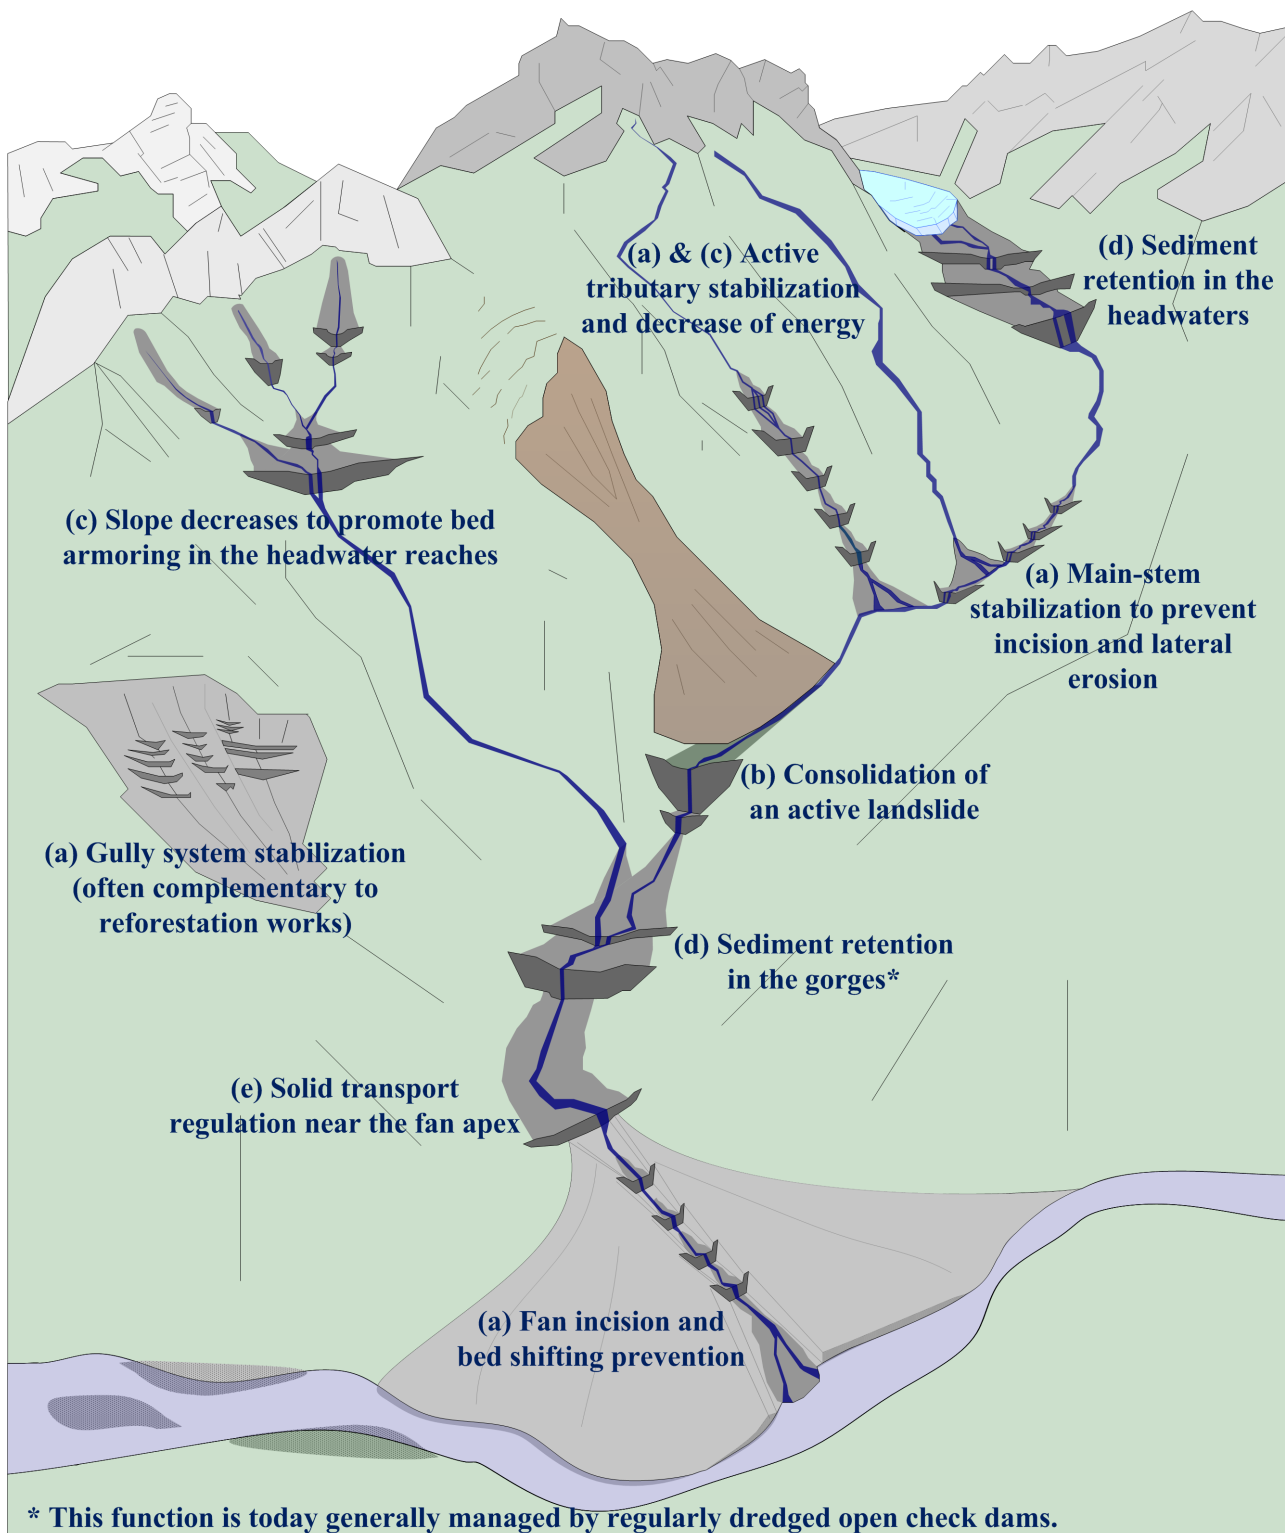 (a) & (c) Active
tributary stabilization
and decrease of energy
(d) Sediment
retention in the
headwaters
(c) Slope decreases to promote bed
armoring in the headwater reaches
(a) Main-stem
stabilization to prevent
incision and lateral
erosion
(b) Consolidation of
an active landslide
(a) Gully system stabilization
(often complementary to
reforestation works)
(d) Sediment retention
in the gorges*
(e) Solid transport
regulation near the fan apex
(a) Fan incision and
bed shifting prevention
* This function is today generally managed by regularly dredged open check dams.